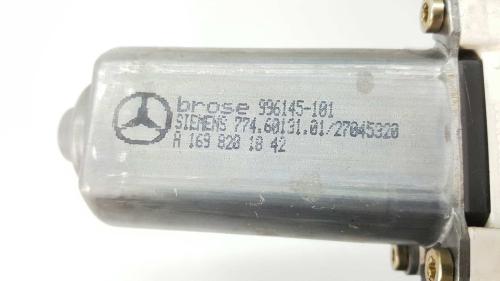 brose 996145-101
SIEMENS 774.60131.01/27045320
A 169 820 18 42